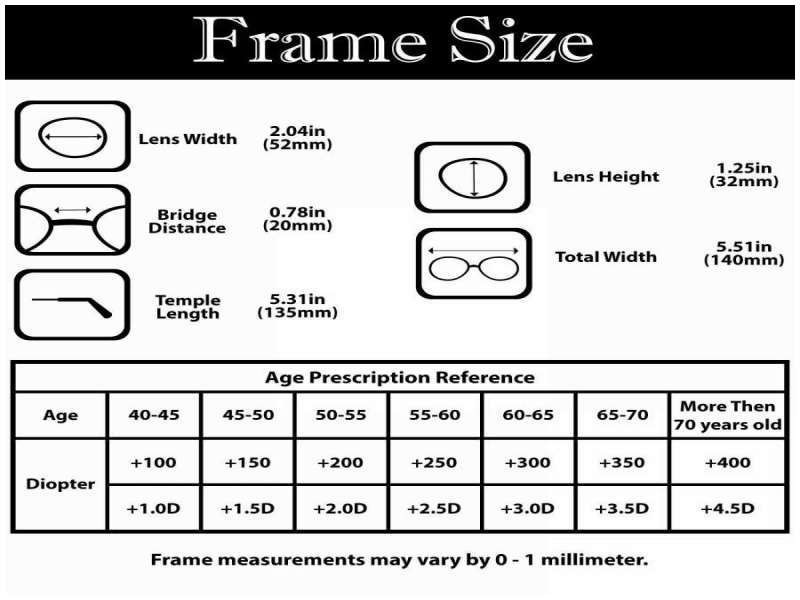 Frame Size
Lens Width
2.04in
(52mm)
Bridge
Distance
0.78in
(20mm)
Temple
Length
5.31in
(135mm)
Lens Height
1.25in
(32mm)
Total Width
5.51in
(140mm)
Age Prescription Reference
Age 40-45 45-50 50-55 55-60 60-65 65-70 More Then
70 years old
Diopter
+100 +150 +200 +250 +300 +350 +400
+1.0D +1.5D +2.0D +2.5D +3.0D +3.5D +4.5D
Frame measurements may vary by 0 - 1 millimeter.